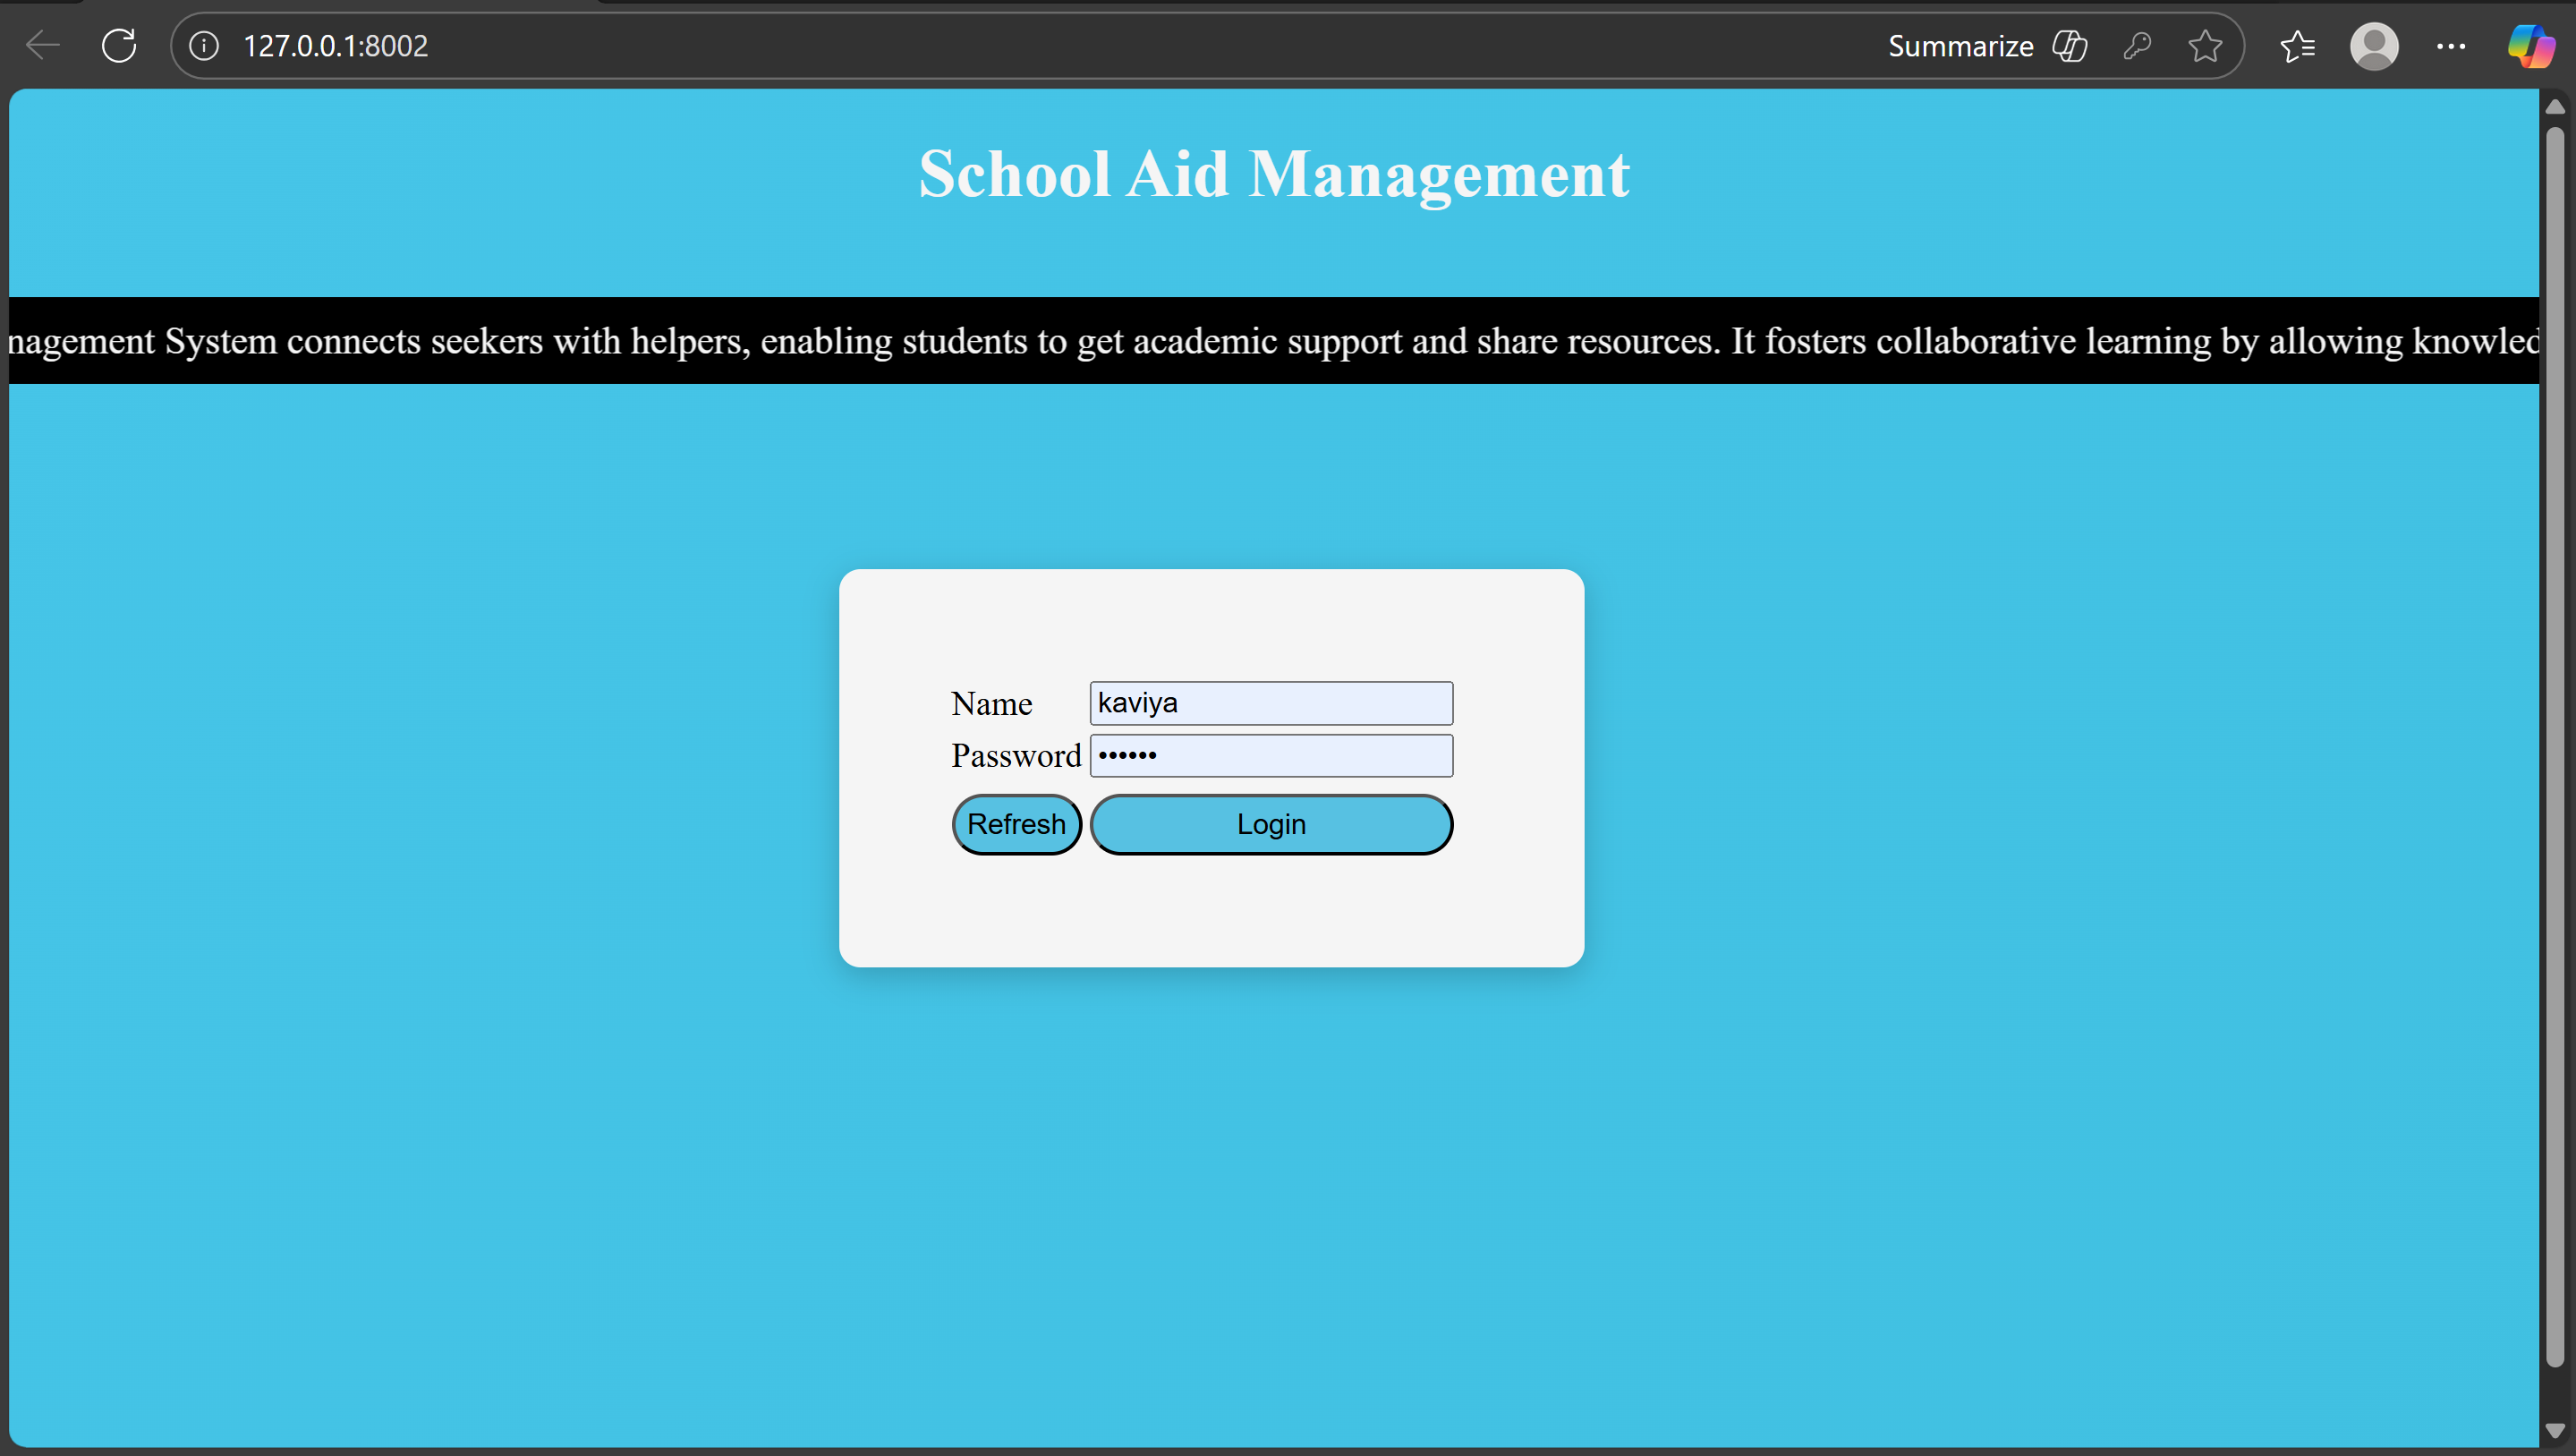 127.0.0.1:8002 Summarize
School Aid Management
nagement System connects seekers with helpers, enabling students to get academic support and share resources. It fosters collaborative learning by allowing knowled
Name kaviya
Password ••••••
Refresh Login